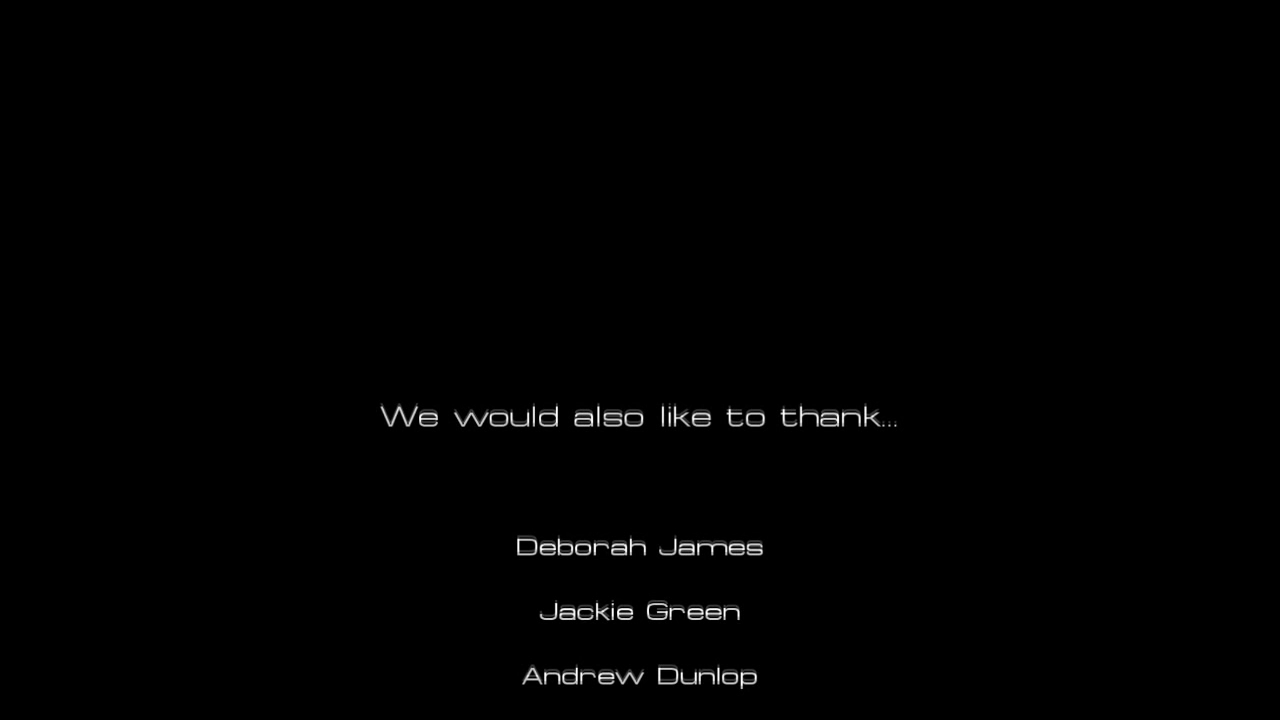 We would also like to thank...
Deborah James
Jackie Green
Andrew Dunlop